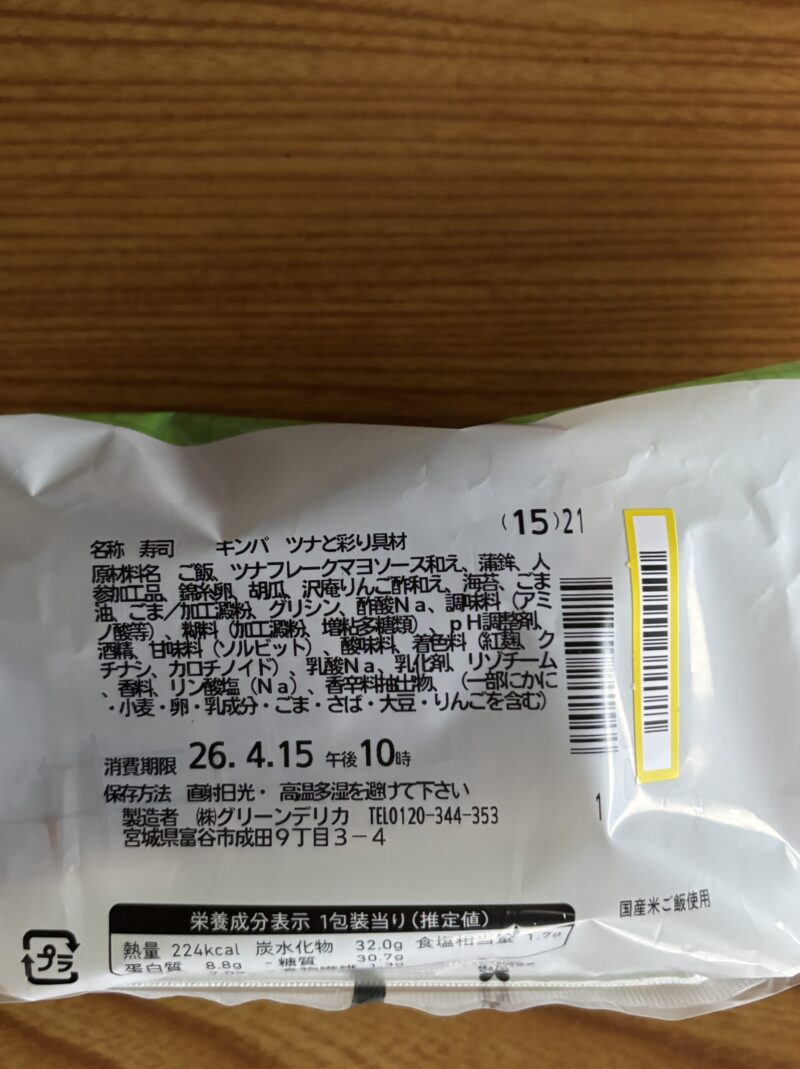 (15)21
名称 寿司 キンパ ツナと彩り具材
原材料名 ご飯、ツナフレークマヨソース和え、蒲鉾、人
参加工品、錦糸卵、胡瓜、沢庵りんご酢和え、海苔、ごま
油、ごま／加工澱粉、グリシン、酢酸Na、調味料（アミ
ノ酸等）、糊料（加工澱粉、増粘多糖類）、pH調整剤、
酒精、甘味料（ソルビット）、酸味料、着色料（紅麹、ク
チナシ、カロチノイド）、乳酸Na、乳化剤、リゾチーム
、香料、リン酸塩（Na）、香辛料抽出物、（一部にかに
・小麦・卵・乳成分・ごま・さば・大豆・りんごを含む）
消費期限 26. 4.15 午後10時
保存方法 直射日光・高温多湿を避けて下さい
製造者 ㈱グリーンデリカ TEL0120-344-353
宮城県富谷市成田9丁目3－4
1
国産米ご飯使用
栄養成分表示 1包装当り（推定値）
熱量 224kcal 炭水化物 32.0g 食塩相当量 1.7g
蛋白質 8.8g -糖質 30.7g
プラ